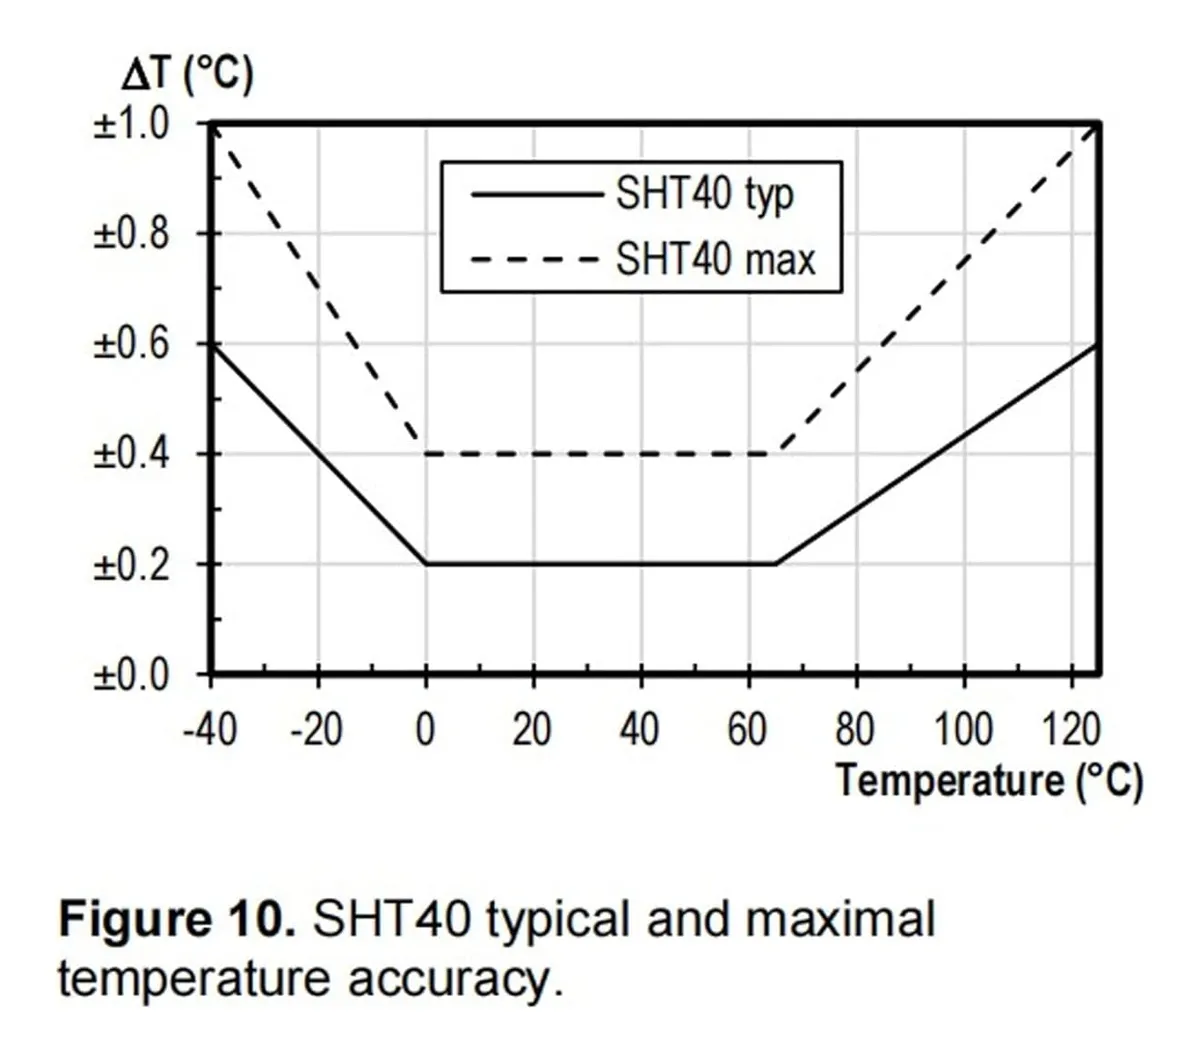 ΔT (°C)
±1.0
±0.8
±0.6
±0.4
±0.2
±0.0
SHT40 typ
SHT40 max
-40 -20 0 20 40 60 80 100 120
Temperature (°C)
Figure 10. SHT40 typical and maximal
temperature accuracy.